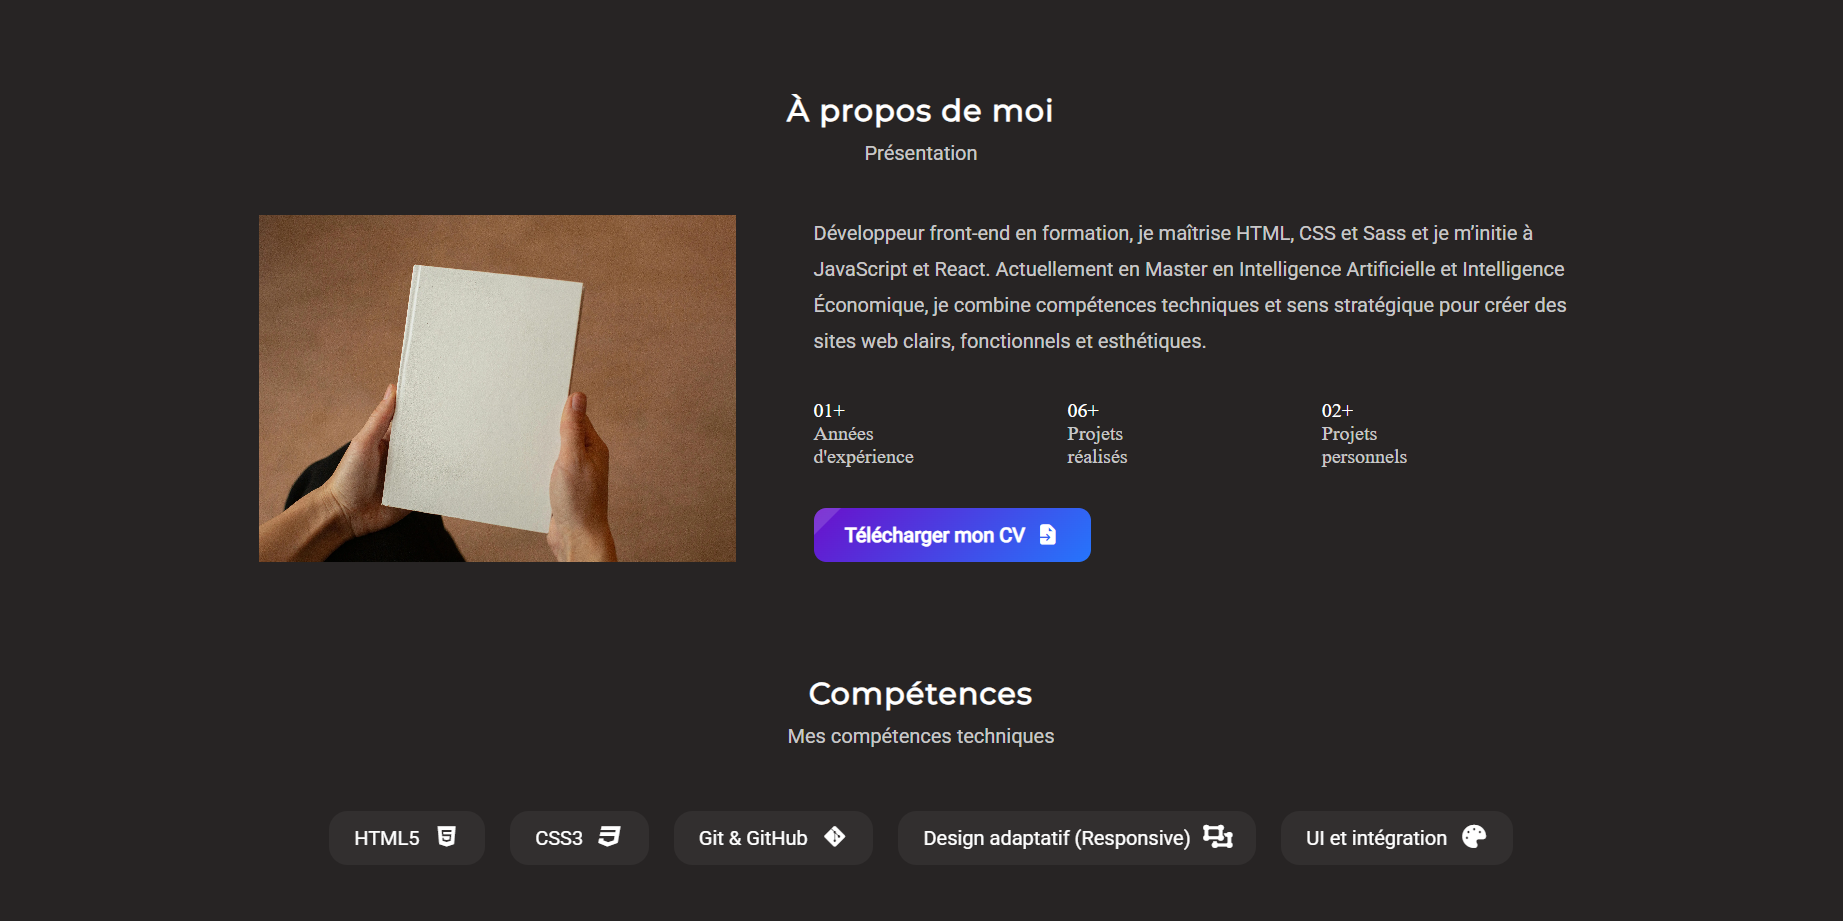 À propos de moi
Présentation
Développeur front-end en formation, je maîtrise HTML, CSS et Sass et je m’initie à
JavaScript et React. Actuellement en Master en Intelligence Artificielle et Intelligence
Économique, je combine compétences techniques et sens stratégique pour créer des
sites web clairs, fonctionnels et esthétiques.
01+
Années
d'expérience
06+
Projets
réalisés
02+
Projets
personnels
Télécharger mon CV
Compétences
Mes compétences techniques
HTML5
CSS3
Git & GitHub
Design adaptatif (Responsive)
UI et intégration